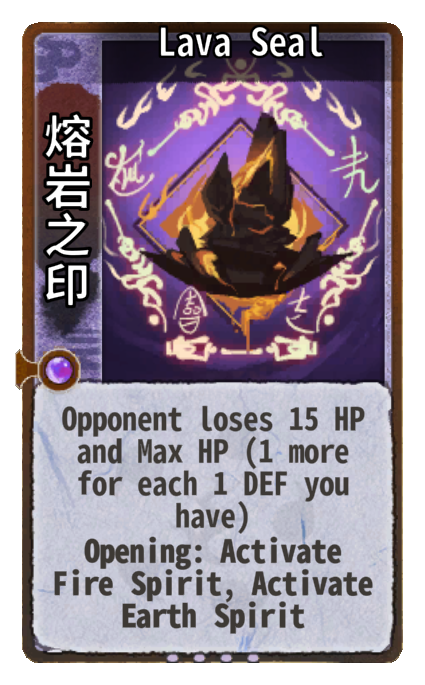 Lava Seal
熔岩之印
Opponent loses 15 HP
and Max HP (1 more
for each 1 DEF you
have)
Opening: Activate
Fire Spirit, Activate
Earth Spirit